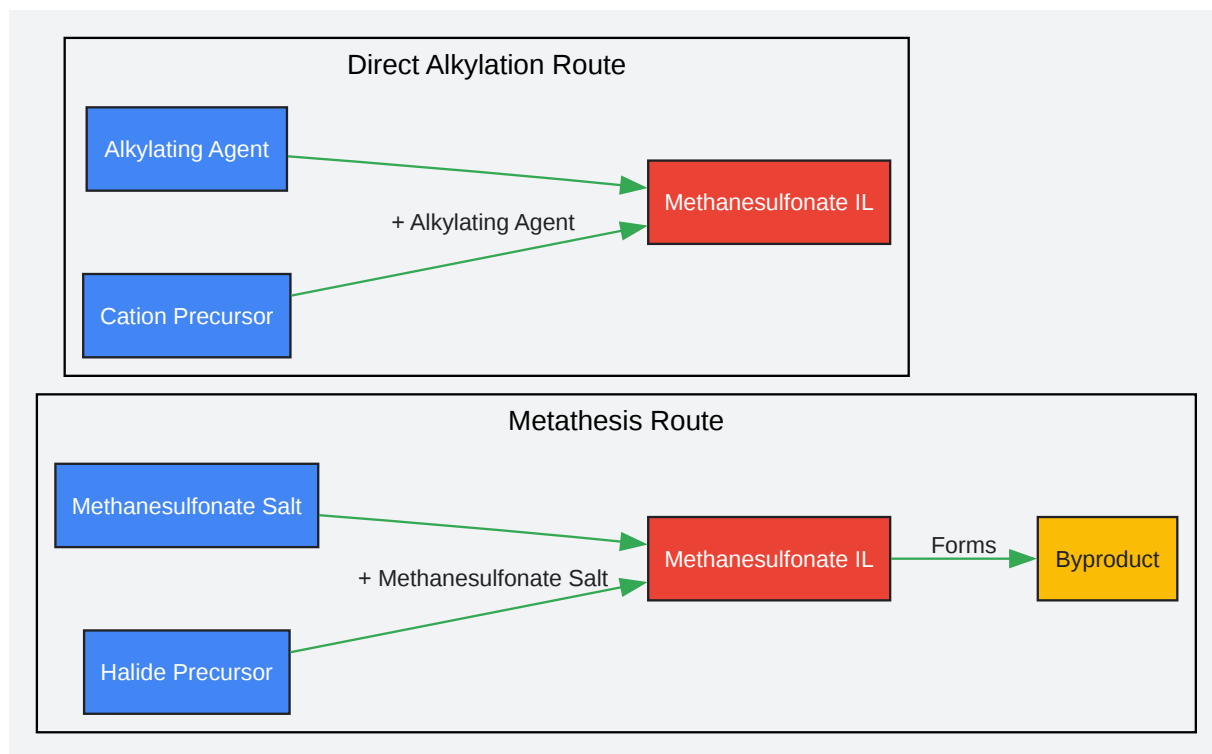 Direct Alkylation Route
Alkylating Agent
+ Alkylating Agent
Methanesulfonate IL
Cation Precursor
Metathesis Route
Methanesulfonate Salt
+ Methanesulfonate Salt
Methanesulfonate IL
Forms
Byproduct
Halide Precursor